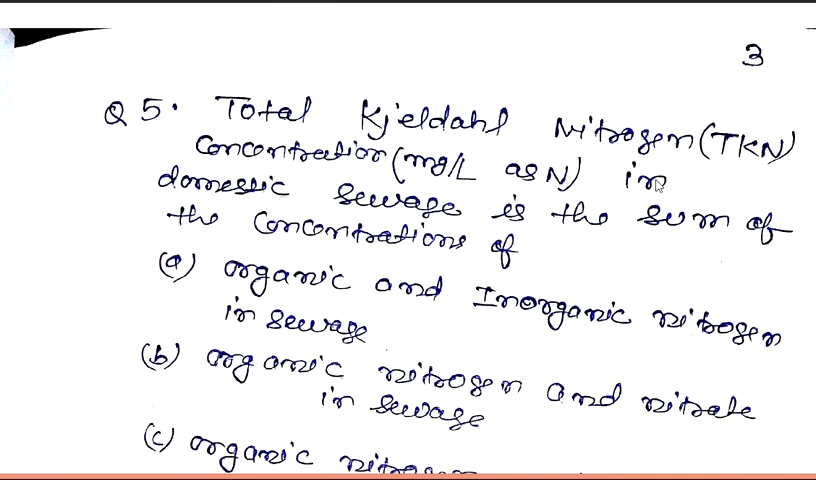 3
Q 5. Total Kjeldahl Nitrogen (TKN)
Concentration (mg/L as N) in
domestic sewage is the sum of
the concentrations of
(a) organic and Inorganic nitrogen
in sewage
(b) organic nitrogen and nitrate
in sewage
(c) organic nitrogen